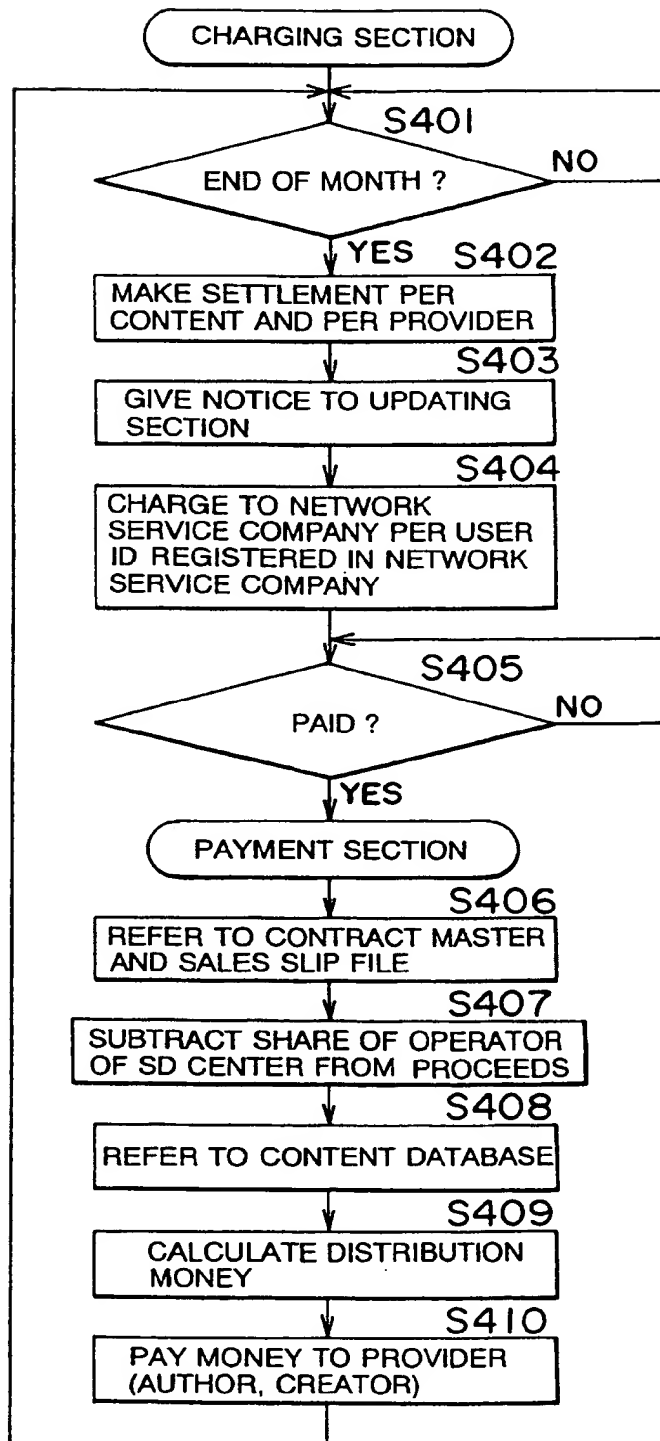 CHARGING SECTION
S401
END OF MONTH ?
NO
YES
S402
MAKE SETTLEMENT PER
CONTENT AND PER PROVIDER
S403
GIVE NOTICE TO UPDATING
SECTION
S404
CHARGE TO NETWORK
SERVICE COMPANY PER USER
ID REGISTERED IN NETWORK
SERVICE COMPANY
S405
PAID ?
NO
YES
PAYMENT SECTION
S406
REFER TO CONTRACT MASTER
AND SALES SLIP FILE
S407
SUBTRACT SHARE OF OPERATOR
OF SD CENTER FROM PROCEEDS
S408
REFER TO CONTENT DATABASE
S409
CALCULATE DISTRIBUTION
MONEY
S410
PAY MONEY TO PROVIDER
(AUTHOR, CREATOR)